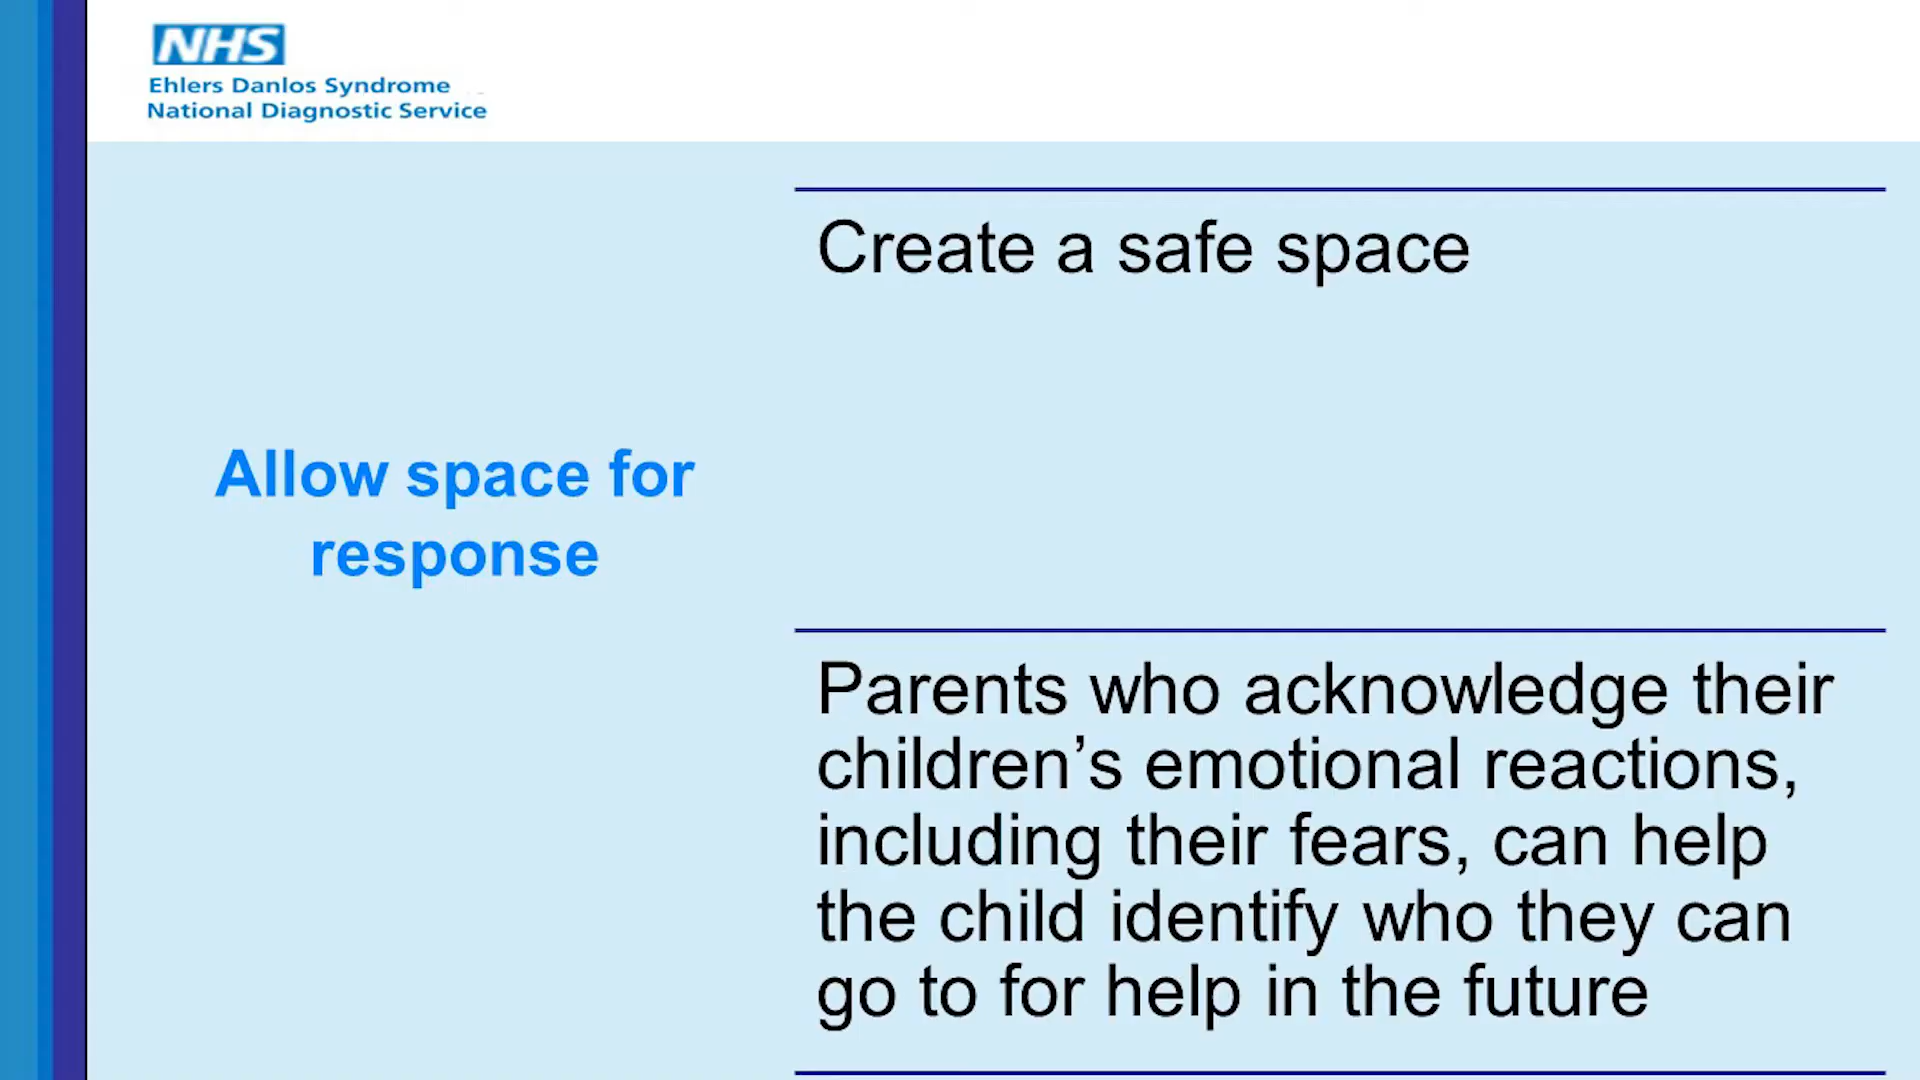 NHS
Ehlers Danlos Syndrome
National Diagnostic Service
Allow space for
response
Create a safe space
Parents who acknowledge their
children’s emotional reactions,
including their fears, can help
the child identify who they can
go to for help in the future